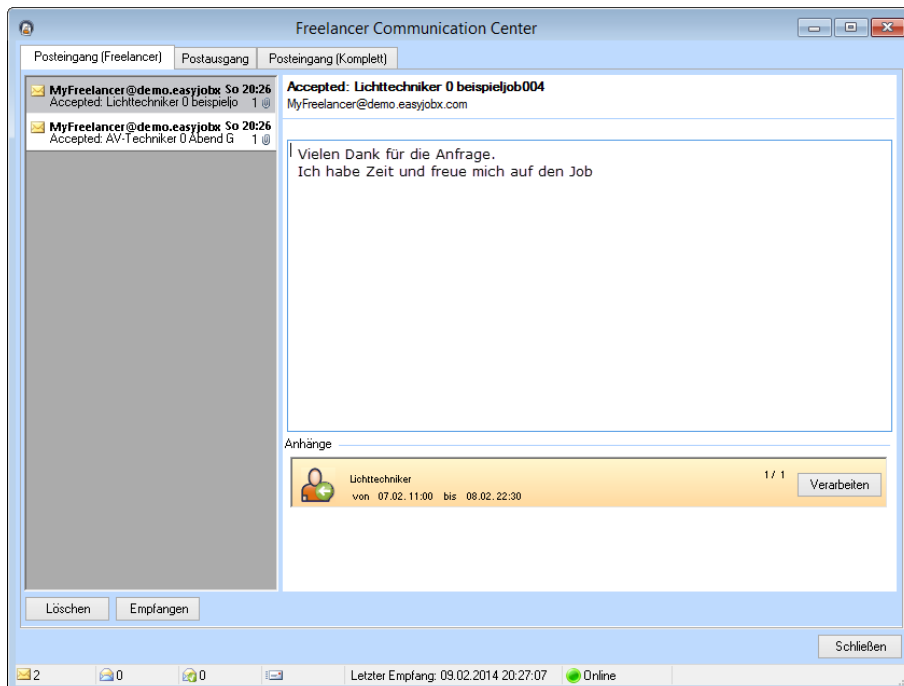 Freelancer Communication Center
Posteingang (Freelancer) Postausgang Posteingang (Komplett)
MyFreelancer@demo.easyjobx So 20:26
Accepted: Lichttechniker 0 beispieljo 1
MyFreelancer@demo.easyjobx So 20:26
Accepted: AV-Techniker 0 Abend G 1
Accepted: Lichttechniker 0 beispieljob004
MyFreelancer@demo.easyjobx.com
Vielen Dank für die Anfrage.
Ich habe Zeit und freue mich auf den Job
Anhänge
Lichttechniker 1 / 1
von 07.02. 11:00 bis 08.02. 22:30
Verarbeiten
Löschen Empfangen
Schließen
2 0 0 Letzter Empfang: 09.02.2014 20:27:07 Online